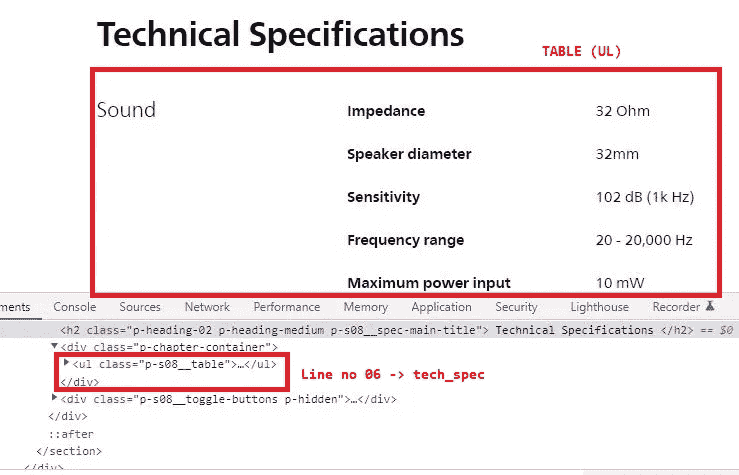 Technical Specifications
TABLE (UL)
Sound
Impedance 32 Ohm
Speaker diameter 32mm
Sensitivity 102 dB (1k Hz)
Frequency range 20 - 20,000 Hz
Maximum power input 10 mW
ments Console Sources Network Performance Memory Application Security Lighthouse Recorder
<h2 class="p-heading-02 p-heading-medium p-s08__spec-main-title"> Technical Specifications </h2> == $0
▼<div class="p-chapter-container">
▶<ul class="p-s08__table">…</ul>
Line no 06 -> tech_spec
</div>
▶<div class="p-s08__toggle-buttons p-hidden">…</div>
</div>
::after
</section>
</div>